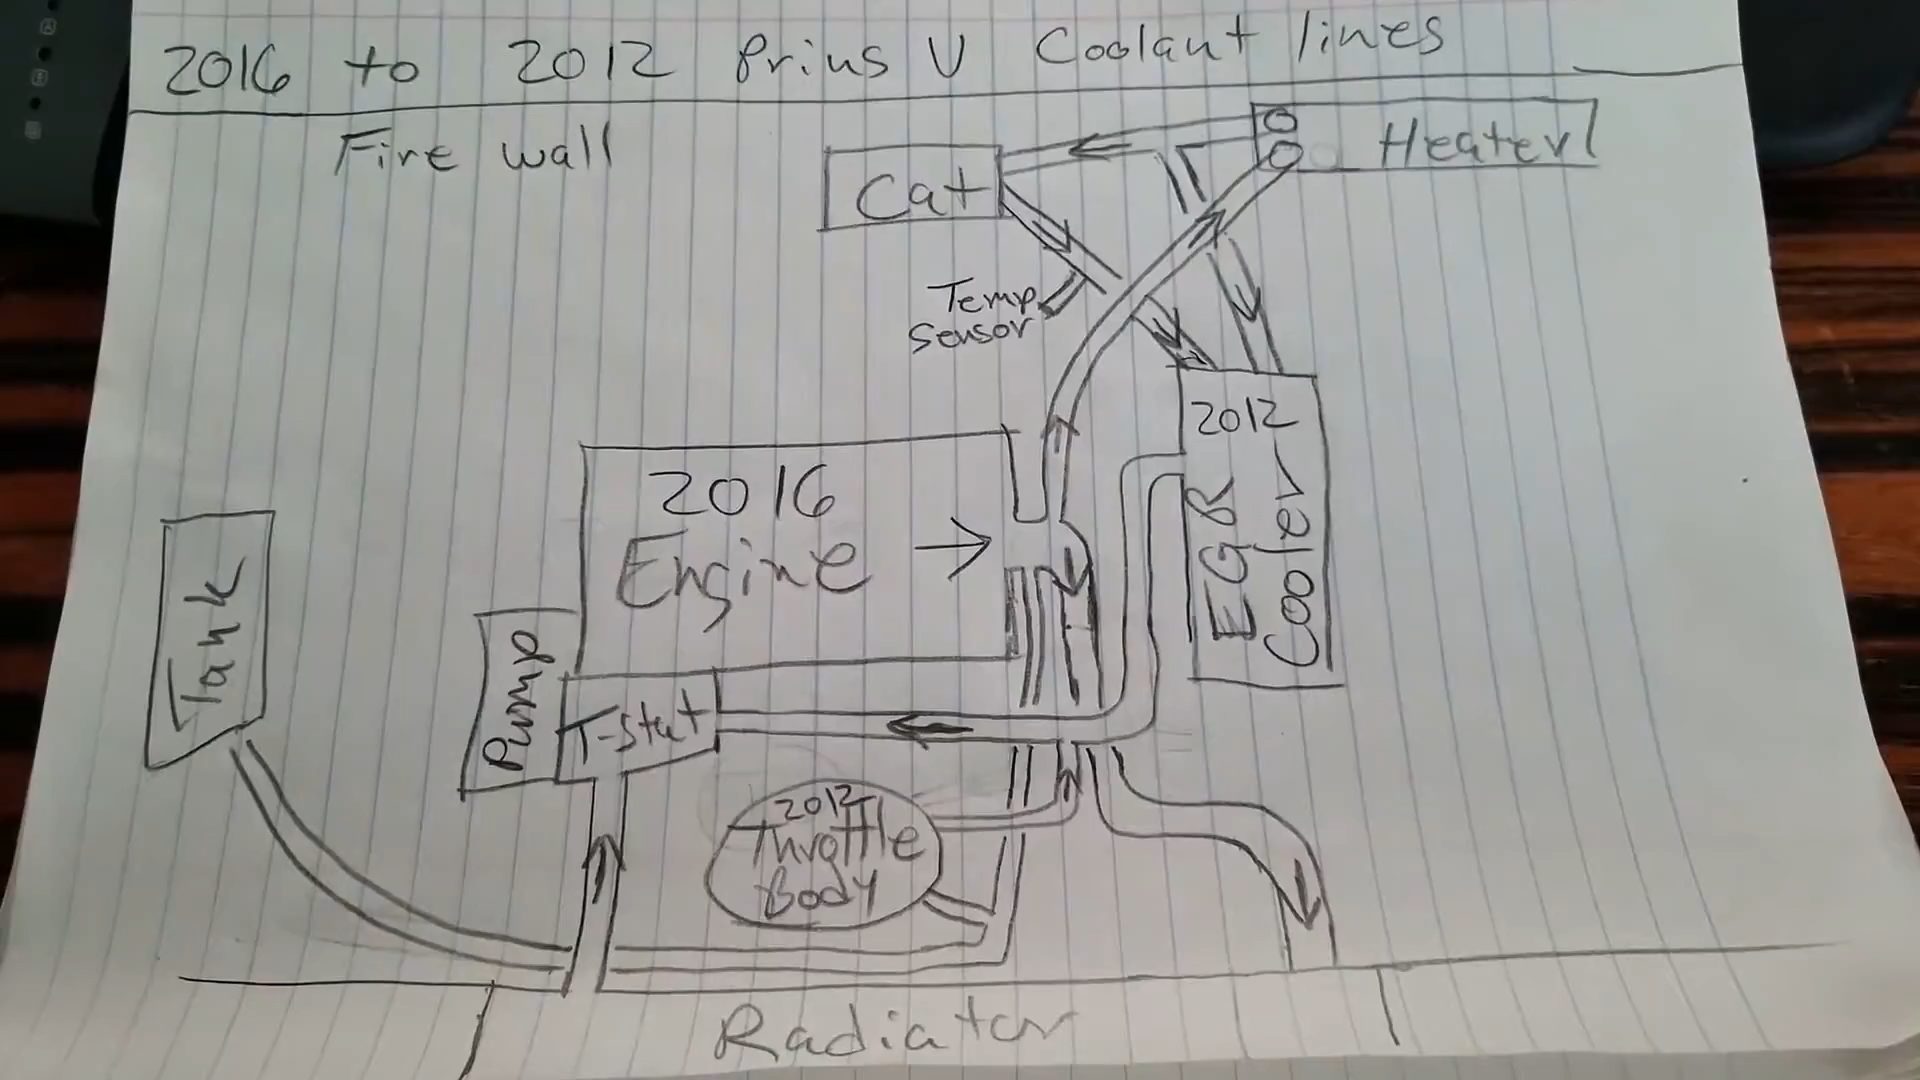 2016 to 2012 Prius V Coolant lines
Fire wall
Cat
Heater
Temp
Sensor
2012
EGR
Cooler
2016
Engine
Tank
Pump
T-stat
2012
Throttle
Body
Radiator